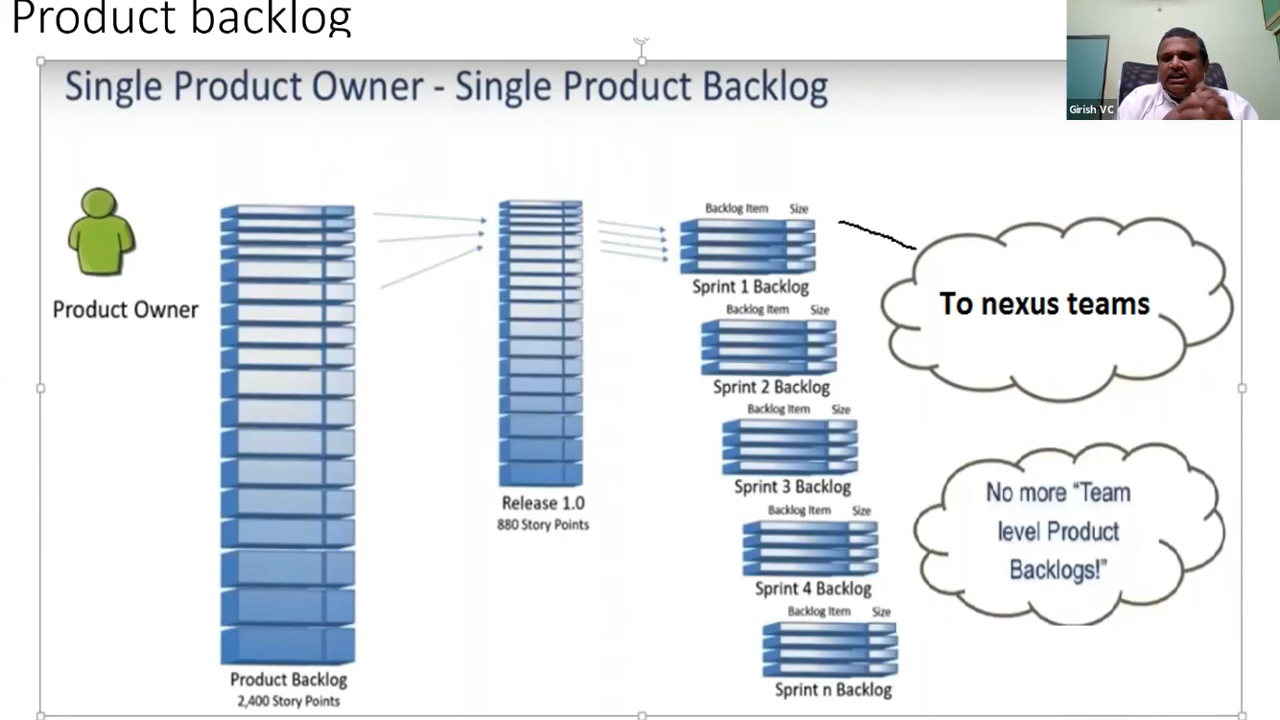 Product backlog
Girish VC
Single Product Owner - Single Product Backlog
Product Owner
Product Backlog
2,400 Story Points
Release 1.0
880 Story Points
Backlog Item Size
Sprint 1 Backlog
Backlog Item Size
Sprint 2 Backlog
Backlog Item Size
Sprint 3 Backlog
Backlog Item Size
Sprint 4 Backlog
Backlog Item Size
Sprint n Backlog
To nexus teams
No more “Team
level Product
Backlogs!”